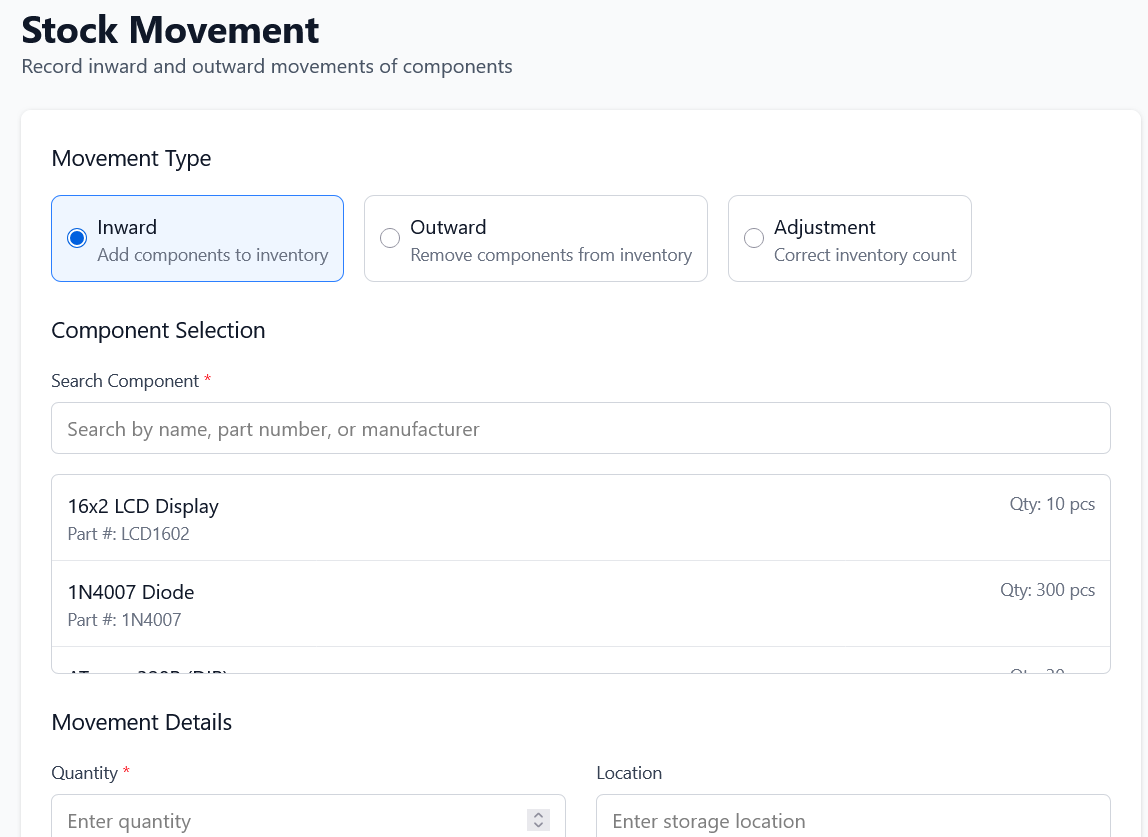 Stock Movement
Record inward and outward movements of components
Movement Type
Inward
Add components to inventory
Outward
Remove components from inventory
Adjustment
Correct inventory count
Component Selection
Search Component *
Search by name, part number, or manufacturer
16x2 LCD Display
Qty: 10 pcs
Part #: LCD1602
1N4007 Diode
Qty: 300 pcs
Part #: 1N4007
Movement Details
Quantity *
Location
Enter quantity
Enter storage location